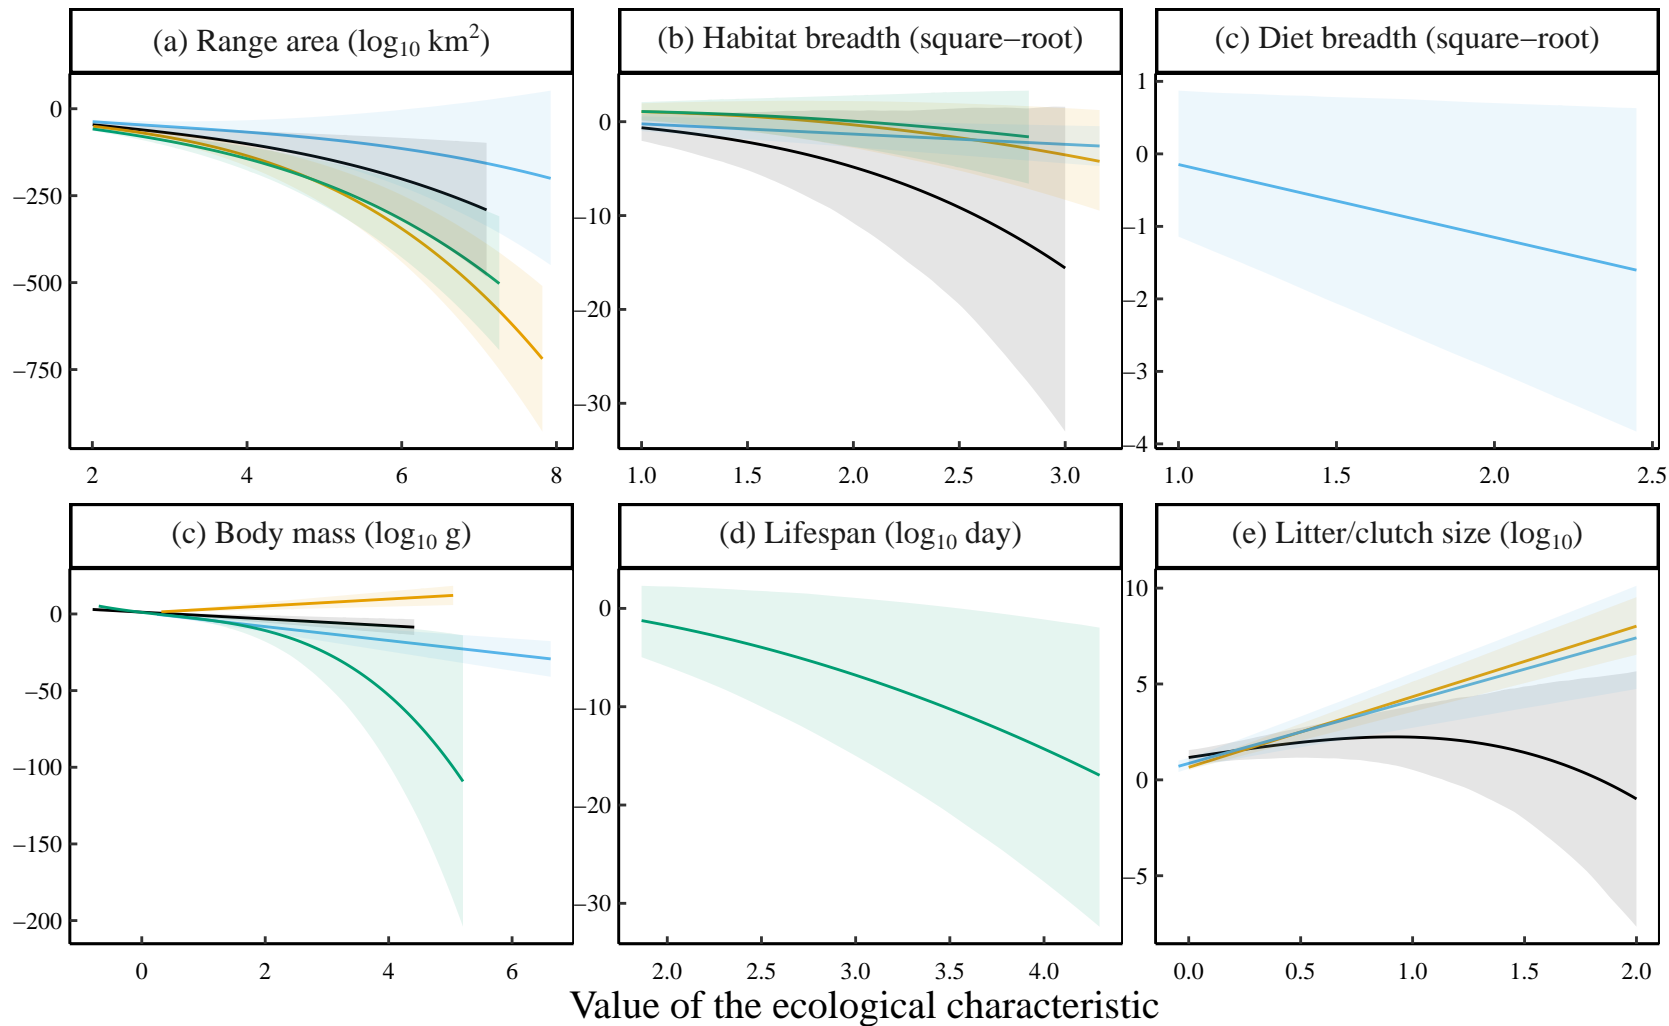 (a) Range area (log₁₀ km²)
(b) Habitat breadth (square−root)
(c) Diet breadth (square−root)
0
−250
−500
−750
2 4 6 8
0
−10
−20
−30
1.0 1.5 2.0 2.5 3.0
1
0
−1
−2
−3
−4
1.0 1.5 2.0 2.5
(c) Body mass (log₁₀ g)
(d) Lifespan (log₁₀ day)
(e) Litter/clutch size (log₁₀)
0
−50
−100
−150
−200
0 2 4 6
0
−10
−20
−30
2.0 2.5 3.0 3.5 4.0
10
5
0
−5
0.0 0.5 1.0 1.5 2.0
Value of the ecological characteristic